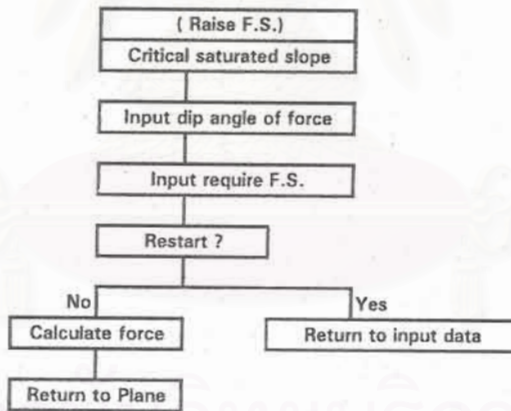 ( Raise F.S.)
Critical saturated slope
Input dip angle of force
Input require F.S.
Restart ?
No
Yes
Calculate force
Return to input data
Return to Plane